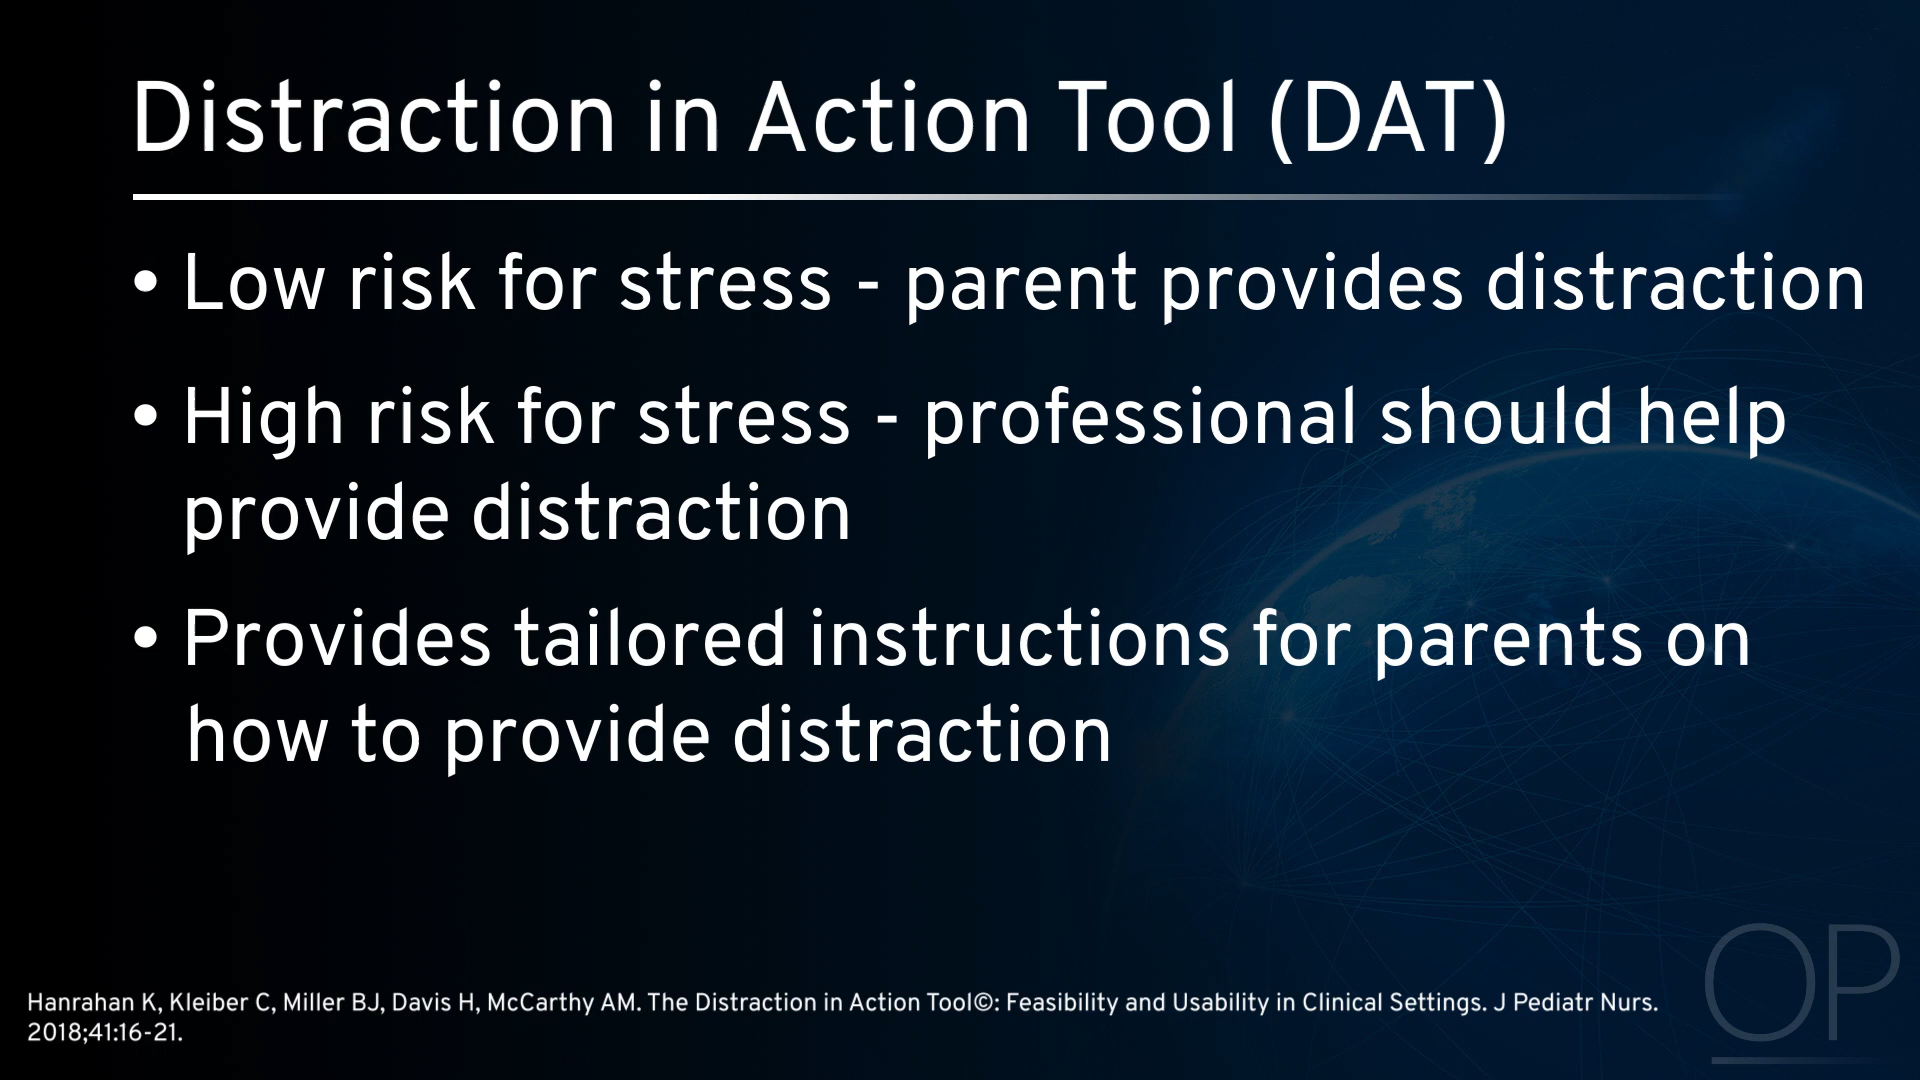 Distraction in Action Tool (DAT)
• Low risk for stress - parent provides distraction
• High risk for stress - professional should help
provide distraction
• Provides tailored instructions for parents on
how to provide distraction
Hanrahan K, Kleiber C, Miller BJ, Davis H, McCarthy AM. The Distraction in Action Tool©: Feasibility and Usability in Clinical Settings. J Pediatr Nurs.
2018;41:16-21.
OP